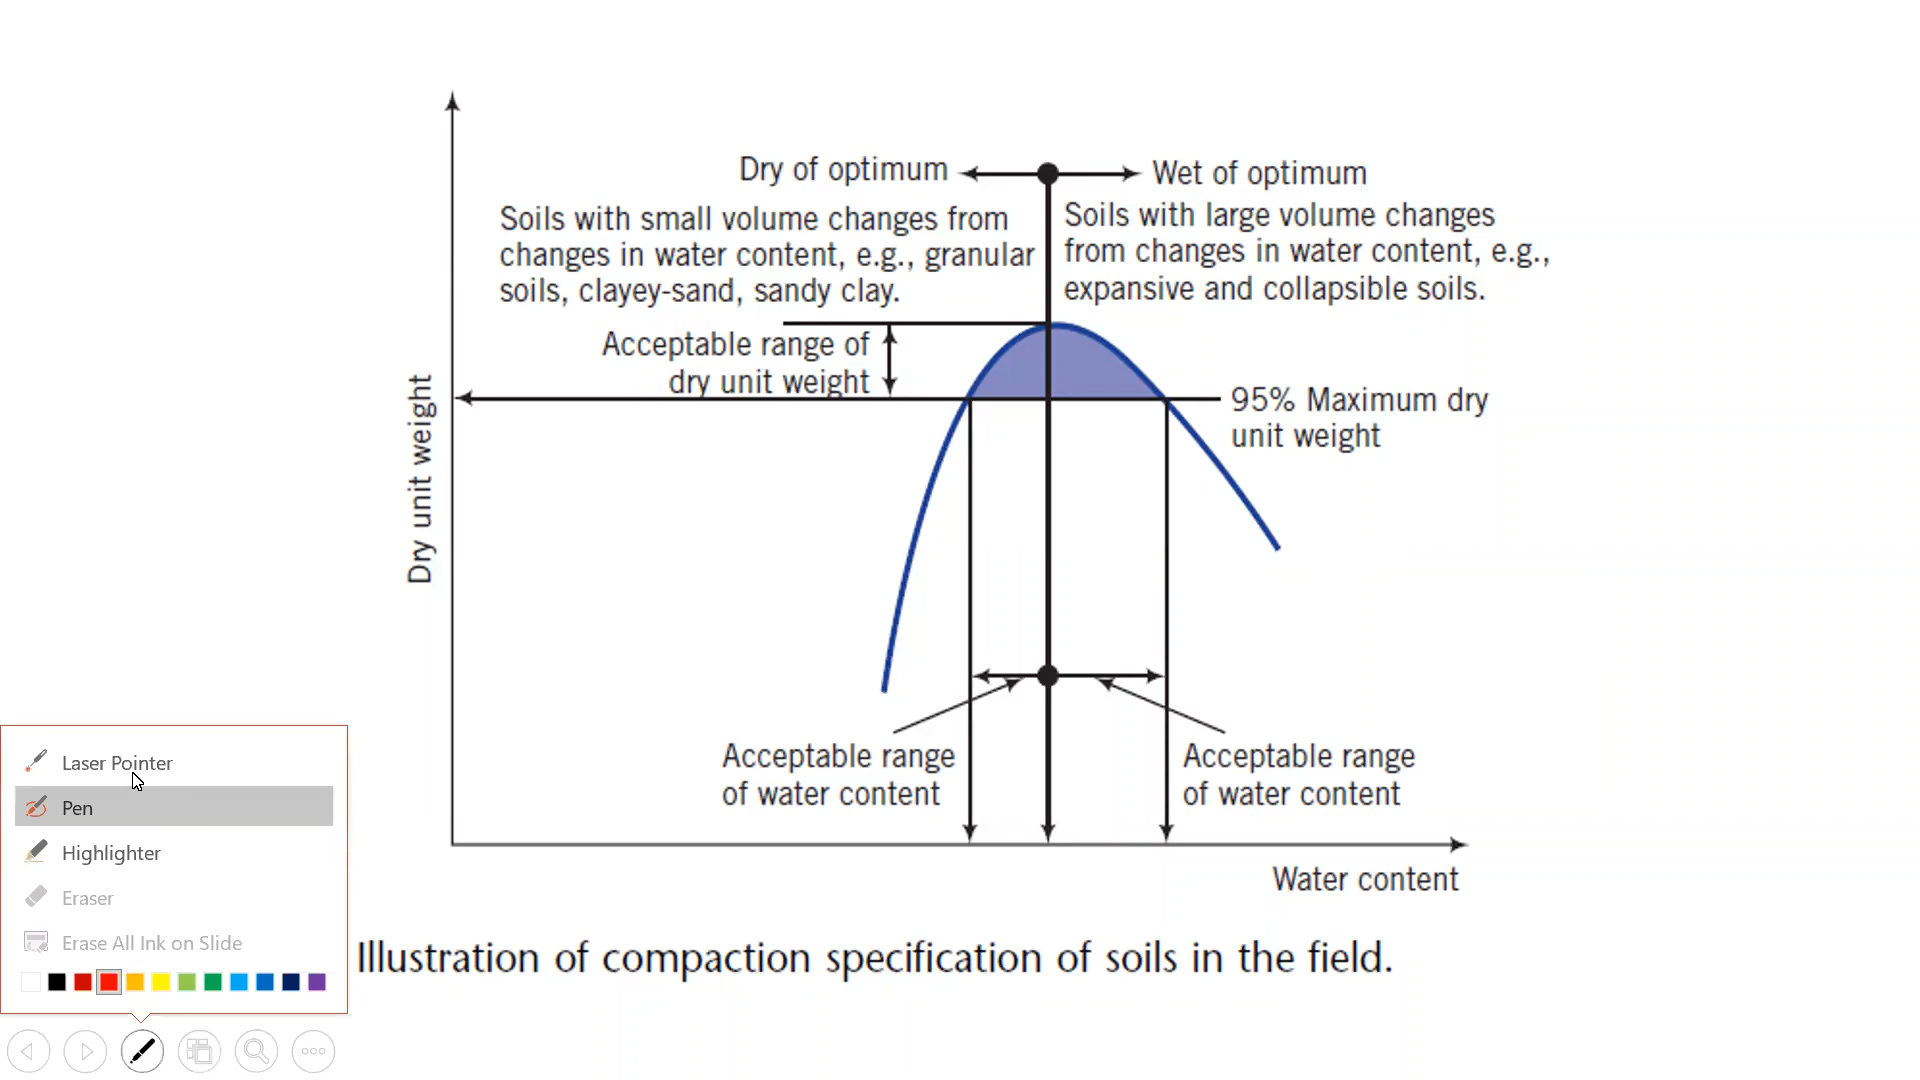 Dry of optimum
Wet of optimum
Soils with small volume changes from
changes in water content, e.g., granular
soils, clayey-sand, sandy clay.
Soils with large volume changes
from changes in water content, e.g.,
expansive and collapsible soils.
Acceptable range of
dry unit weight
95% Maximum dry
unit weight
Dry unit weight
Acceptable range
of water content
Acceptable range
of water content
Water content
Illustration of compaction specification of soils in the field.
Laser Pointer
Pen
Highlighter
Eraser
Erase All Ink on Slide